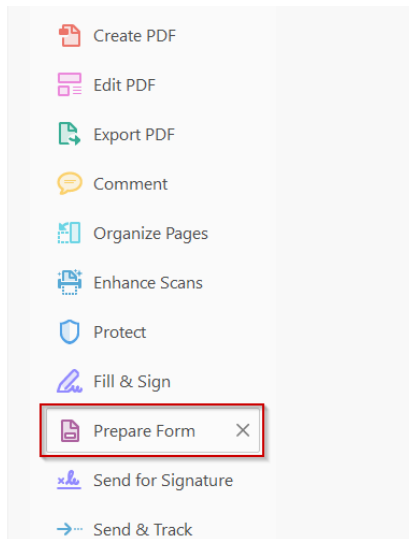 Create PDF
Edit PDF
Export PDF
Comment
Organize Pages
Enhance Scans
Protect
Fill & Sign
Prepare Form
Send for Signature
Send & Track